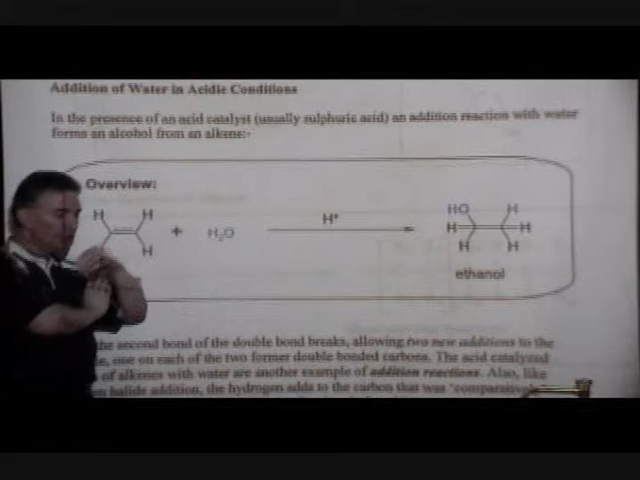 Addition of Water in Acidic Conditions
In the presence of an acid catalyst (usually sulphuric acid) an addition reaction with water
forms an alcohol from an alkene:-
Overview:
H H HO H
+ H₂O H⁺ H H
H H H
ethanol
the second bond of the double bond breaks, allowing two new additions to the
one on each of the two former double bonded carbons. The acid catalyzed
of alkenes with water are another example of addition reactions. Also, like
halide addition, the hydrogen adds to the carbon that was